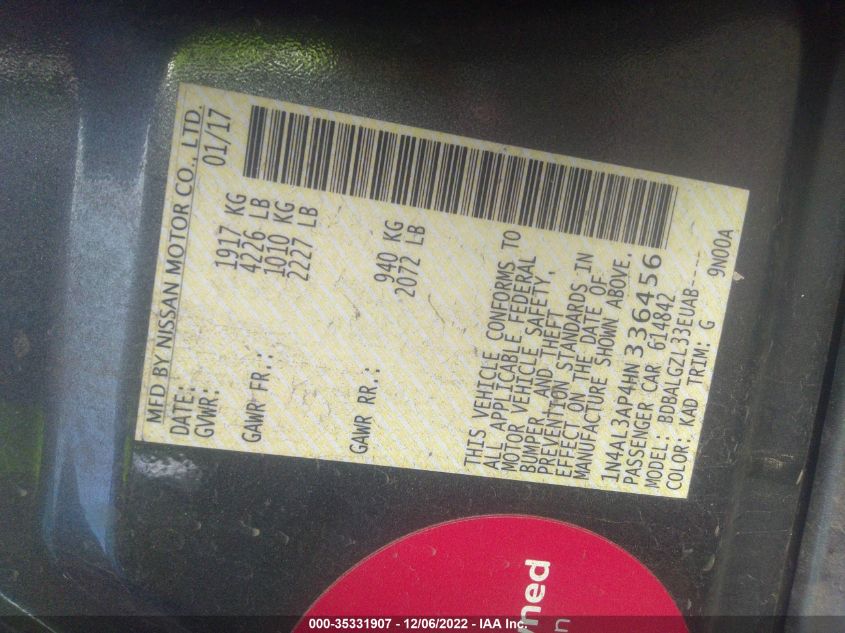 MFD BY NISSAN MOTOR CO., LTD.
DATE: 01/17
GVWR: 1917 KG
4226 LB
GAWR FR.: 1010 KG
2227 LB
GAWR RR.: 940 KG
2072 LB
THIS VEHICLE CONFORMS TO
ALL APPLICABLE FEDERAL
MOTOR VEHICLE SAFETY,
BUMPER, AND THEFT
PREVENTION STANDARDS IN
EFFECT ON THE DATE OF
MANUFACTURE SHOWN ABOVE.
1N4AL3AP4HN336456
PASSENGER CAR 614842
MODEL: BDBALGZL33EUAB----
COLOR: KAD TRIM: G 9N00A
000-35331907 - 12/06/2022 - IAA Inc.